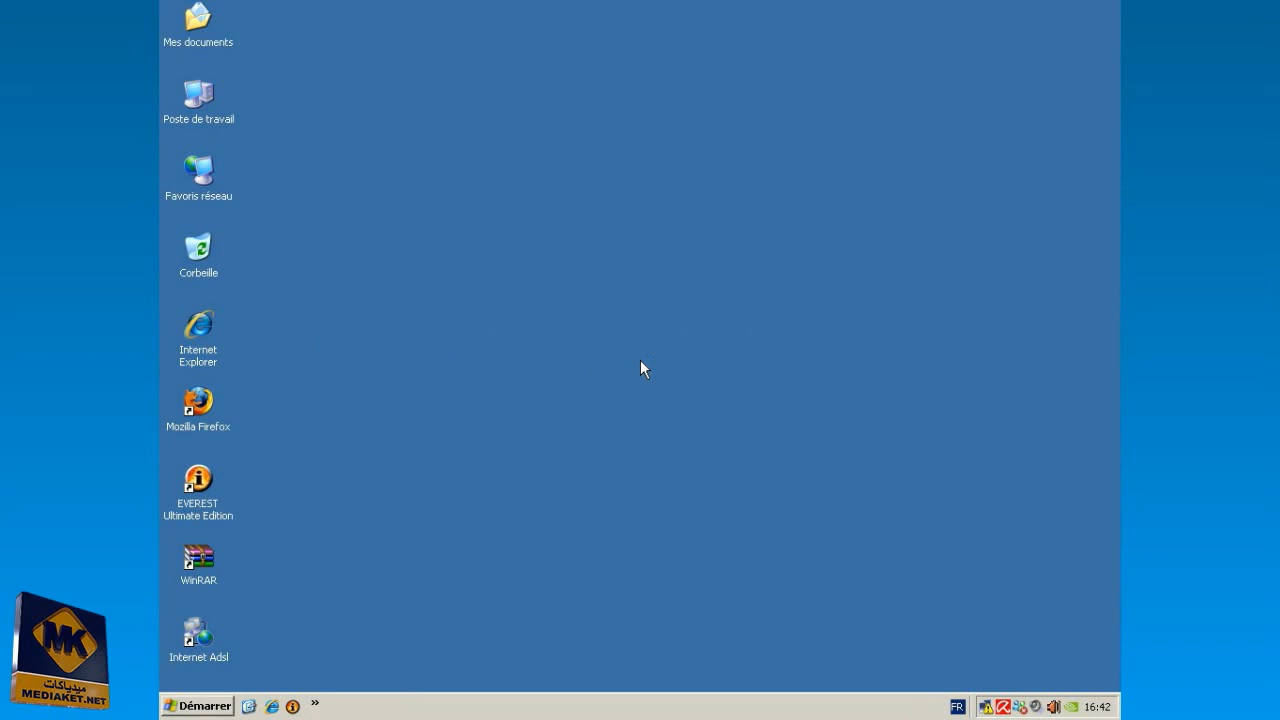 Mes documents
Poste de travail
Favoris réseau
Corbeille
Internet
Explorer
Mozilla Firefox
EVEREST
Ultimate Edition
WinRAR
Internet Adsl
MK
ميدياكات
MEDIAKET.NET
Démarrer
FR
16:42